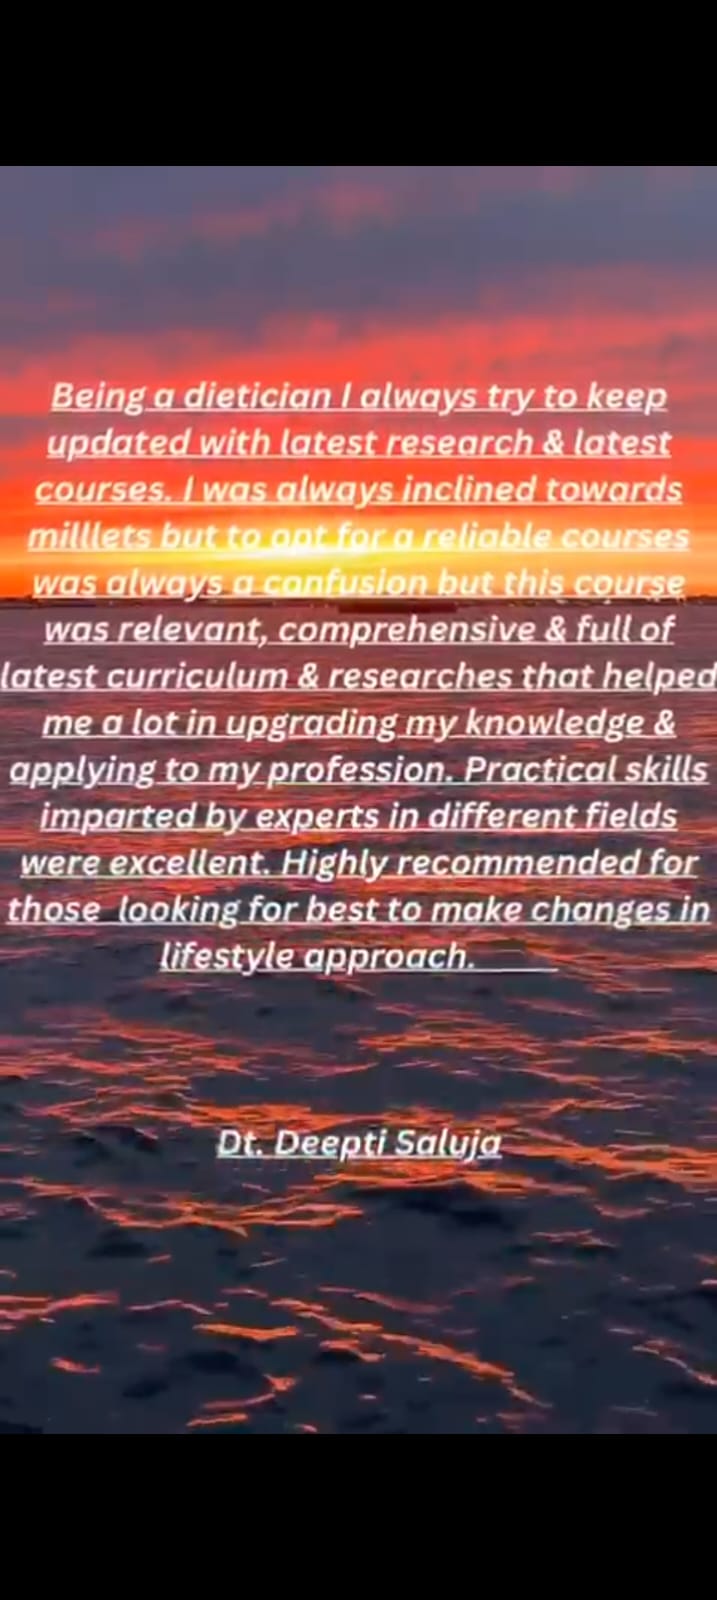 Being a dietician I always try to keep
updated with latest research & latest
courses. I was always inclined towards
milllets but to opt for a reliable courses
was always a confusion but this course
was relevant, comprehensive & full of
latest curriculum & researches that helped
me a lot in upgrading my knowledge &
applying to my profession. Practical skills
imparted by experts in different fields
were excellent. Highly recommended for
those looking for best to make changes in
lifestyle approach.
Dt. Deepti Saluja